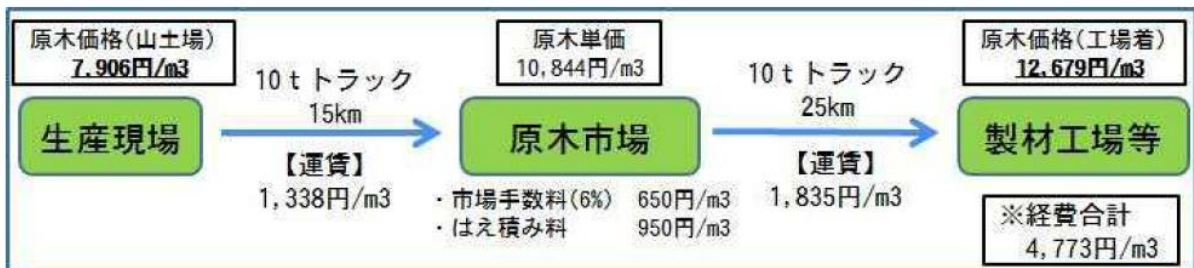 原木価格(山土場)
7,906円/m3
生産現場
10tトラック
15km
【運賃】
1,338円/m3
原木単価
10,844円/m3
原木市場
・市場手数料(6%) 650円/m3
・はえ積み料 950円/m3
10tトラック
25km
【運賃】
1,835円/m3
原木価格(工場着)
12,679円/m3
製材工場等
※経費合計
4,773円/m3